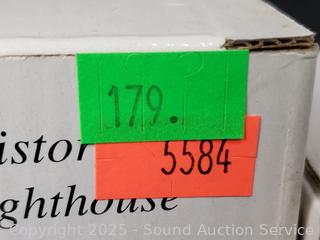 179.
5584
istor
ghthouse
Copyright 2025 - Sound Auction Service